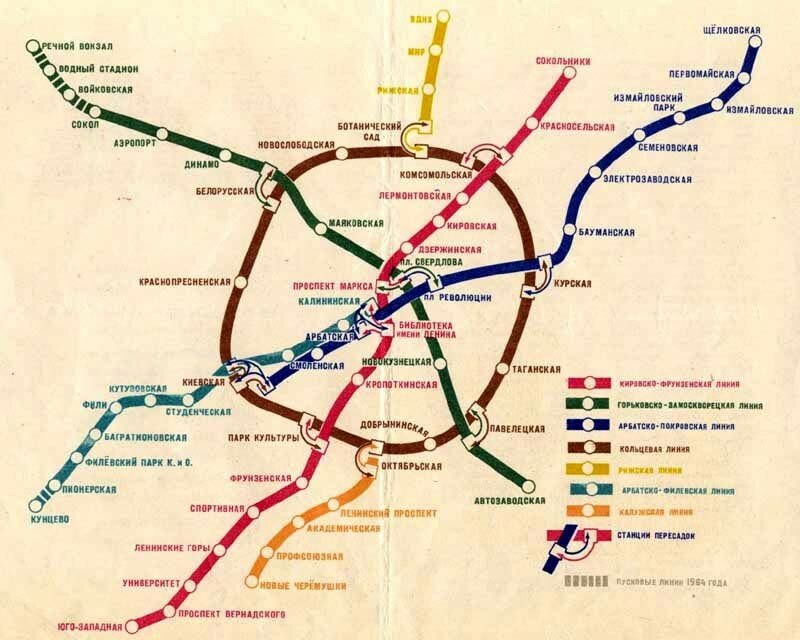 РЕЧНОЙ ВОКЗАЛ
ВОДНЫЙ СТАДИОН
ВОЙКОВСКАЯ
СОКОЛ
АЭРОПОРТ
ДИНАМО
БЕЛОРУССКАЯ
НОВОСЛОБОДСКАЯ
ВДНХ
МИР
РИЖСКАЯ
БОТАНИЧЕСКИЙ
САД
КОМСОМОЛЬСКАЯ
СОКОЛЬНИКИ
КРАСНОСЕЛЬСКАЯ
ЩЁЛКОВСКАЯ
ПЕРВОМАЙСКАЯ
ИЗМАЙЛОВСКИЙ
ПАРК
ИЗМАЙЛОВСКАЯ
СЕМЕНОВСКАЯ
ЭЛЕКТРОЗАВОДСКАЯ
БАУМАНСКАЯ
КУРСКАЯ
ЛЕРМОНТОВСКАЯ
КИРОВСКАЯ
ДЗЕРЖИНСКАЯ
МАЯКОВСКАЯ
ПЛ. СВЕРДЛОВА
ПРОСПЕКТ МАРКСА
ПЛ РЕВОЛЮЦИИ
КРАСНОПРЕСНЕНСКАЯ
КАЛИНИНСКАЯ
АРБАТСКАЯ
БИБЛИОТЕКА
ИМЕНИ ЛЕНИНА
СМОЛЕНСКАЯ
НОВОКУЗНЕЦКАЯ
КРОПОТКИНСКАЯ
ТАГАНСКАЯ
КИЕВСКАЯ
КУТУЗОВСКАЯ
СТУДЕНЧЕСКАЯ
ФИЛИ
БАГРАТИОНОВСКАЯ
ФИЛЁВСКИЙ ПАРК К. и О.
ПИОНЕРСКАЯ
КУНЦЕВО
ПАРК КУЛЬТУРЫ
ДОБРЫНИНСКАЯ
ПАВЕЛЕЦКАЯ
ОКТЯБРЬСКАЯ
АВТОЗАВОДСКАЯ
ФРУНЗЕНСКАЯ
СПОРТИВНАЯ
ЛЕНИНСКИЕ ГОРЫ
УНИВЕРСИТЕТ
ПРОСПЕКТ ВЕРНАДСКОГО
ЮГО-ЗАПАДНАЯ
ЛЕНИНСКИЙ ПРОСПЕКТ
АКАДЕМИЧЕСКАЯ
ПРОФСОЮЗНАЯ
НОВЫЕ ЧЕРЁМУШКИ
КИРОВСКО-ФРУНЗЕНСКАЯ ЛИНИЯ
ГОРЬКОВСКО-ЗАМОСКВОРЕЦКАЯ ЛИНИЯ
АРБАТСКО-ПОКРОВСКАЯ ЛИНИЯ
КОЛЬЦЕВАЯ ЛИНИЯ
РИЖСКАЯ ЛИНИЯ
АРБАТСКО-ФИЛЕВСКАЯ ЛИНИЯ
КАЛУЖСКАЯ ЛИНИЯ
СТАНЦИИ ПЕРЕСАДОК
ПУСКОВЫЕ ЛИНИИ 1964 ГОДА